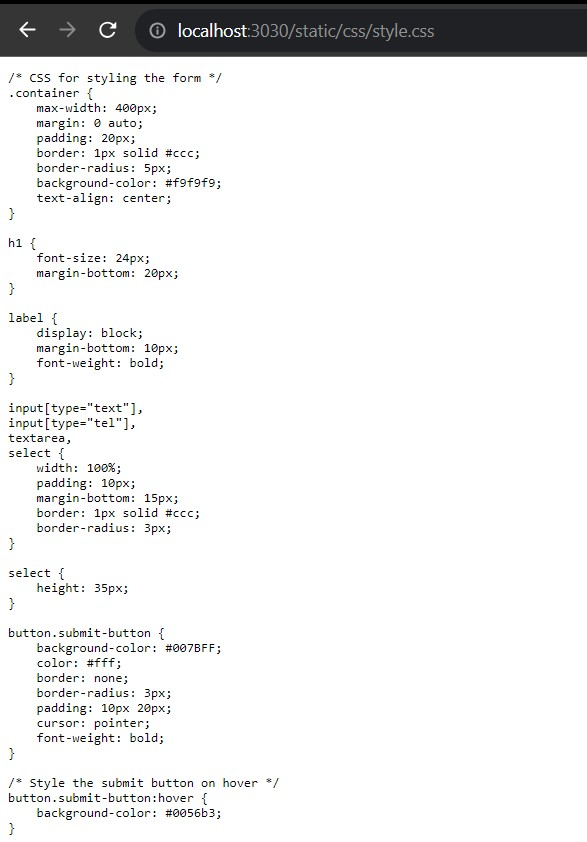 localhost:3030/static/css/style.css
/* CSS for styling the form */
.container {
    max-width: 400px;
    margin: 0 auto;
    padding: 20px;
    border: 1px solid #ccc;
    border-radius: 5px;
    background-color: #f9f9f9;
    text-align: center;
}

h1 {
    font-size: 24px;
    margin-bottom: 20px;
}

label {
    display: block;
    margin-bottom: 10px;
    font-weight: bold;
}

input[type="text"],
input[type="tel"],
textarea,
select {
    width: 100%;
    padding: 10px;
    margin-bottom: 15px;
    border: 1px solid #ccc;
    border-radius: 3px;
}

select {
    height: 35px;
}

button.submit-button {
    background-color: #007BFF;
    color: #fff;
    border: none;
    border-radius: 3px;
    padding: 10px 20px;
    cursor: pointer;
    font-weight: bold;
}

/* Style the submit button on hover */
button.submit-button:hover {
    background-color: #0056b3;
}